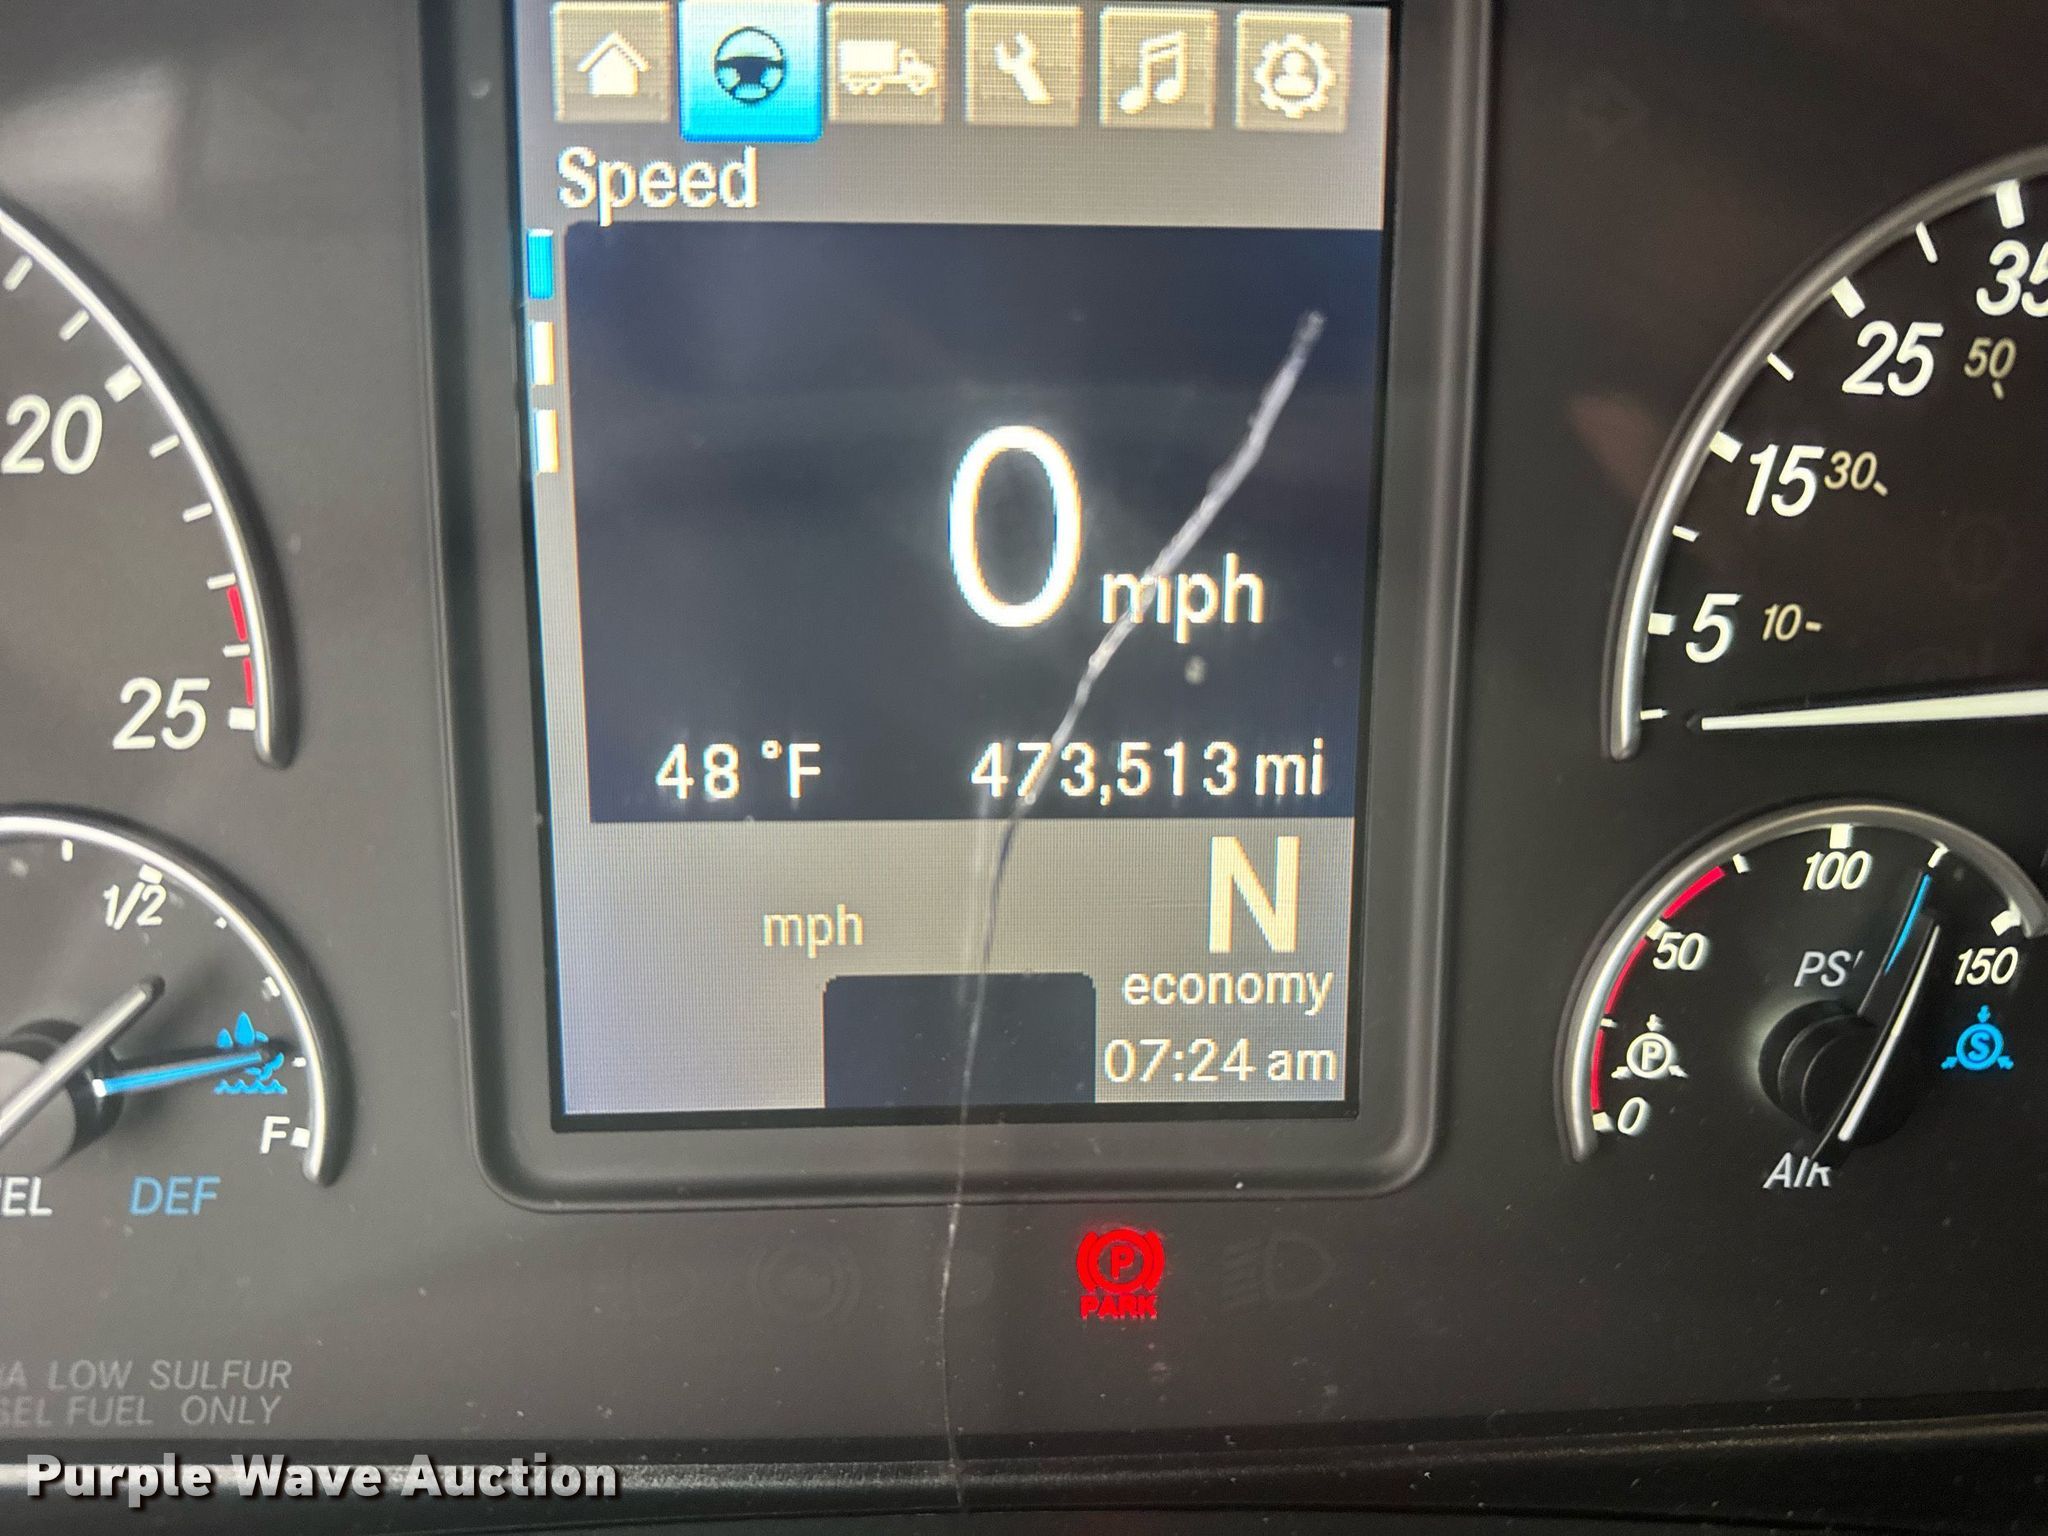 Speed
0 mph
48 °F 473,513 mi
mph
N
economy
07:24 am
20
25
1/2
F
DEF
35
25 50
15 30
5 10
100
50
PSI
150
P
S
0
AIR
P
PARK
LOW SULFUR
FUEL ONLY
Purple Wave Auction